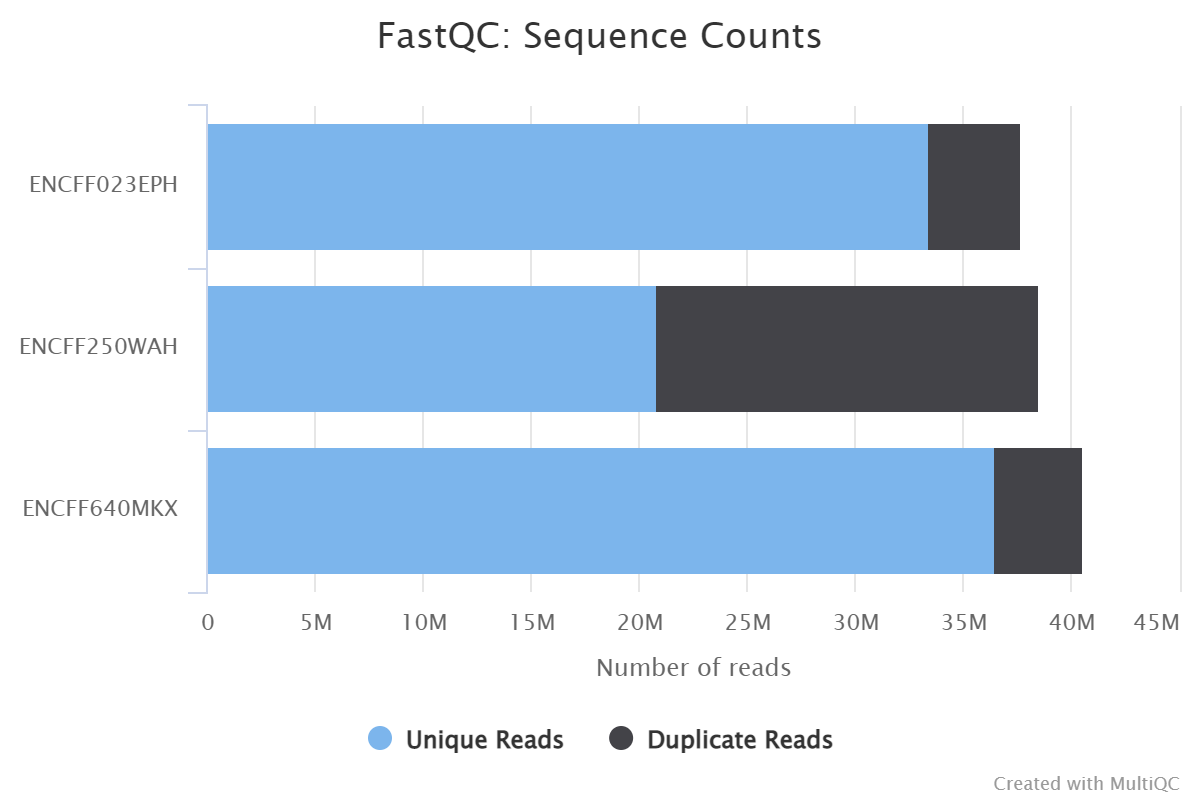 FastQC: Sequence Counts
ENCFF023EPH
ENCFF250WAH
ENCFF640MKX
0 5M 10M 15M 20M 25M 30M 35M 40M 45M
Number of reads
Unique Reads Duplicate Reads
Created with MultiQC